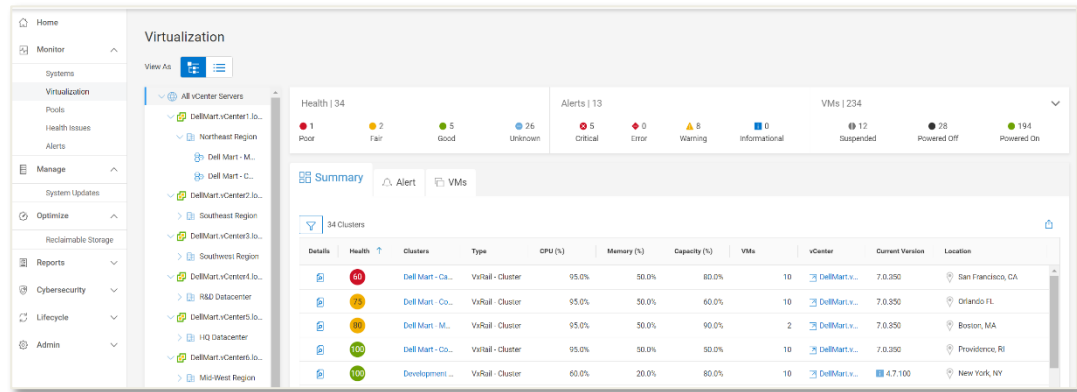 Home
Monitor
Systems
Virtualization
Pools
Health Issues
Alerts
Manage
System Updates
Optimize
Reclaimable Storage
Reports
Cybersecurity
Lifecycle
Admin
Virtualization
View As
All vCenter Servers
DellMart.vCenter1.lo...
Northeast Region
Dell Mart - M...
Dell Mart - C...
DellMart.vCenter2.lo...
Southeast Region
DellMart.vCenter3.lo...
Southwest Region
DellMart.vCenter4.lo...
R&D Datacenter
DellMart.vCenter5.lo...
HQ Datacenter
DellMart.vCenter6.lo...
Mid-West Region
Health | 34
1 2 5 26
Poor Fair Good Unknown
Alerts | 13
5 0 8 0
Critical Error Warning Informational
VMs | 234
12 28 194
Suspended Powered Off Powered On
Summary Alert VMs
34 Clusters
Details Health Clusters Type CPU (%) Memory (%) Capacity (%) VMs vCenter Current Version Location
60 Dell Mart - Ca... VxRail - Cluster 95.0% 50.0% 80.0% 10 DellMart.v... 7.0.350 San Francisco, CA
75 Dell Mart - Co... VxRail - Cluster 95.0% 50.0% 60.0% 10 DellMart.v... 7.0.350 Orlando FL
80 Dell Mart - M... VxRail - Cluster 95.0% 50.0% 90.0% 2 DellMart.v... 7.0.350 Boston, MA
100 Dell Mart - Co... VxRail - Cluster 95.0% 50.0% 50.0% 10 DellMart.v... 7.0.350 Providence, RI
100 Development ... VxRail - Cluster 60.0% 20.0% 80.0% 10 DellMart.v... 4.7.100 New York, NY